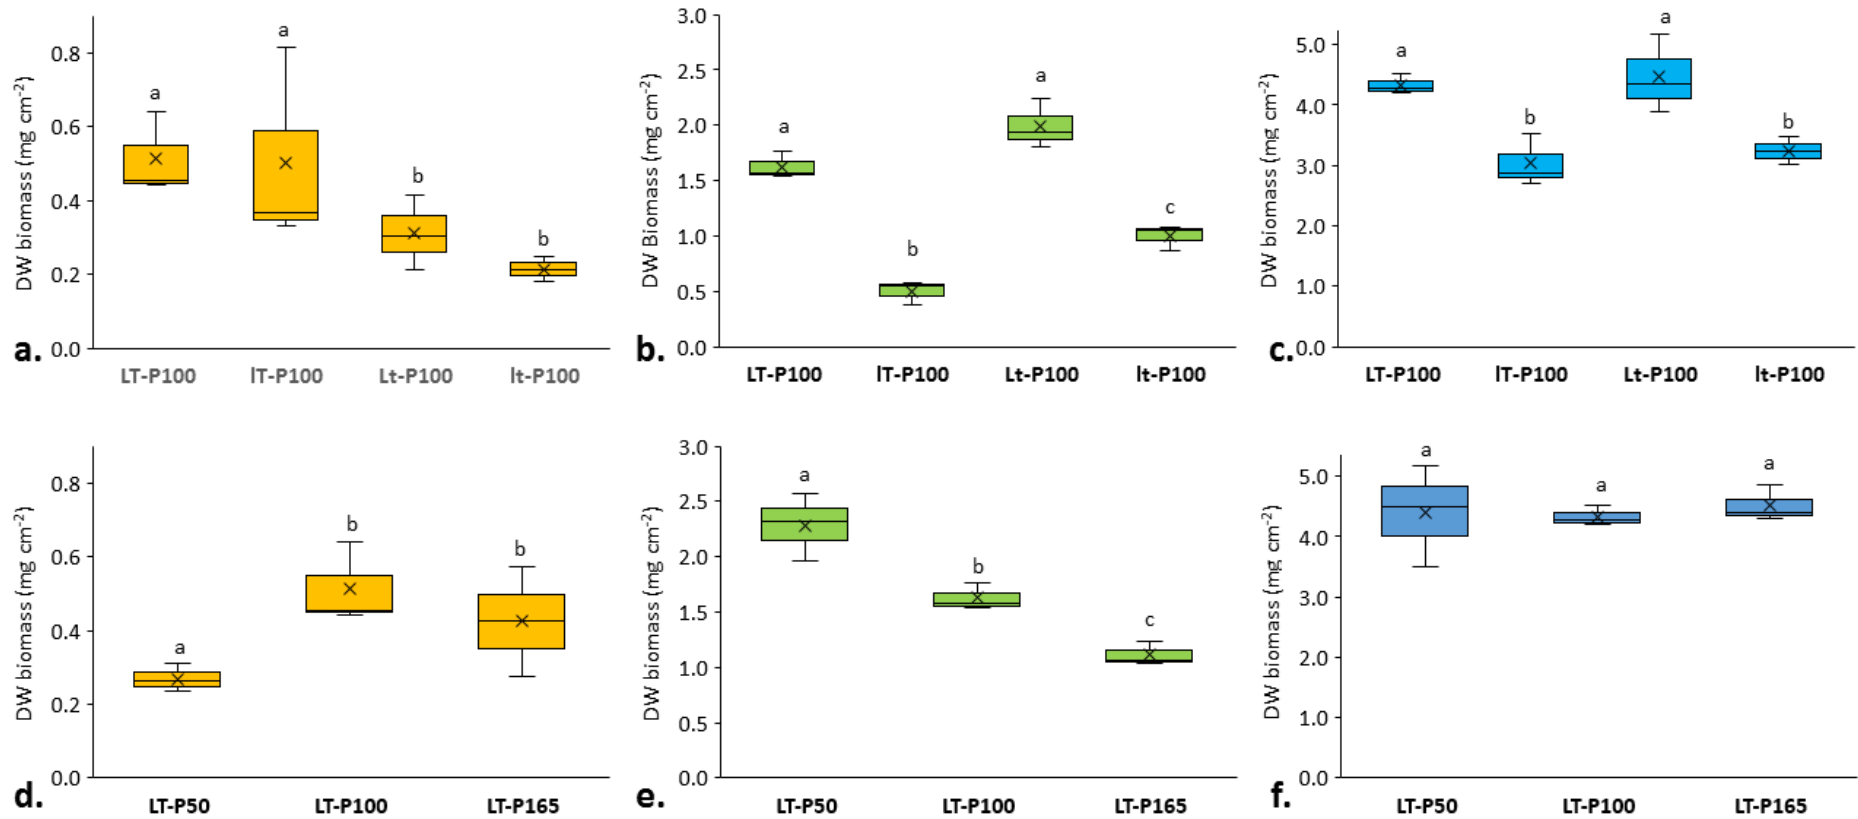 DW biomass (mg cm-2)
0.8
0.6
0.4
0.2
0.0
a
a
b
b
a.
LT-P100 lT-P100 Lt-P100 lt-P100
DW Biomass (mg cm-2)
3.0
2.5
2.0
1.5
1.0
0.5
0.0
a
b
a
c
b.
LT-P100 lT-P100 Lt-P100 lt-P100
DW biomass (mg cm-2)
5.0
4.0
3.0
2.0
1.0
0.0
a
b
a
b
c.
LT-P100 lT-P100 Lt-P100 lt-P100
DW biomass (mg cm-2)
0.8
0.6
0.4
0.2
0.0
a
b
b
d.
LT-P50 LT-P100 LT-P165
DW biomass (mg cm-2)
3.0
2.5
2.0
1.5
1.0
0.5
0.0
a
b
c
e.
LT-P50 LT-P100 LT-P165
DW biomass (mg cm-2)
5.0
4.0
3.0
2.0
1.0
0.0
a
a
a
f.
LT-P50 LT-P100 LT-P165